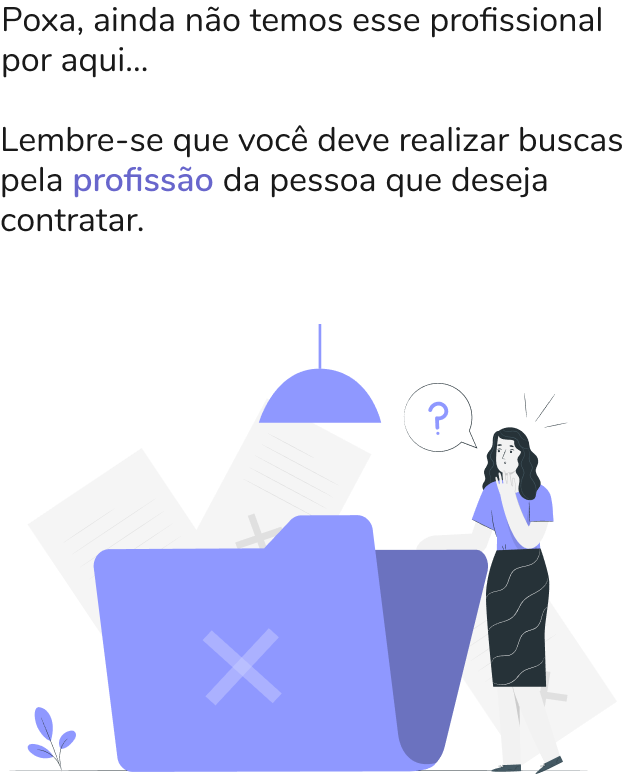 Poxa, ainda não temos esse profissional
por aqui...
Lembre-se que você deve realizar buscas
pela profissão da pessoa que deseja
contratar.
?